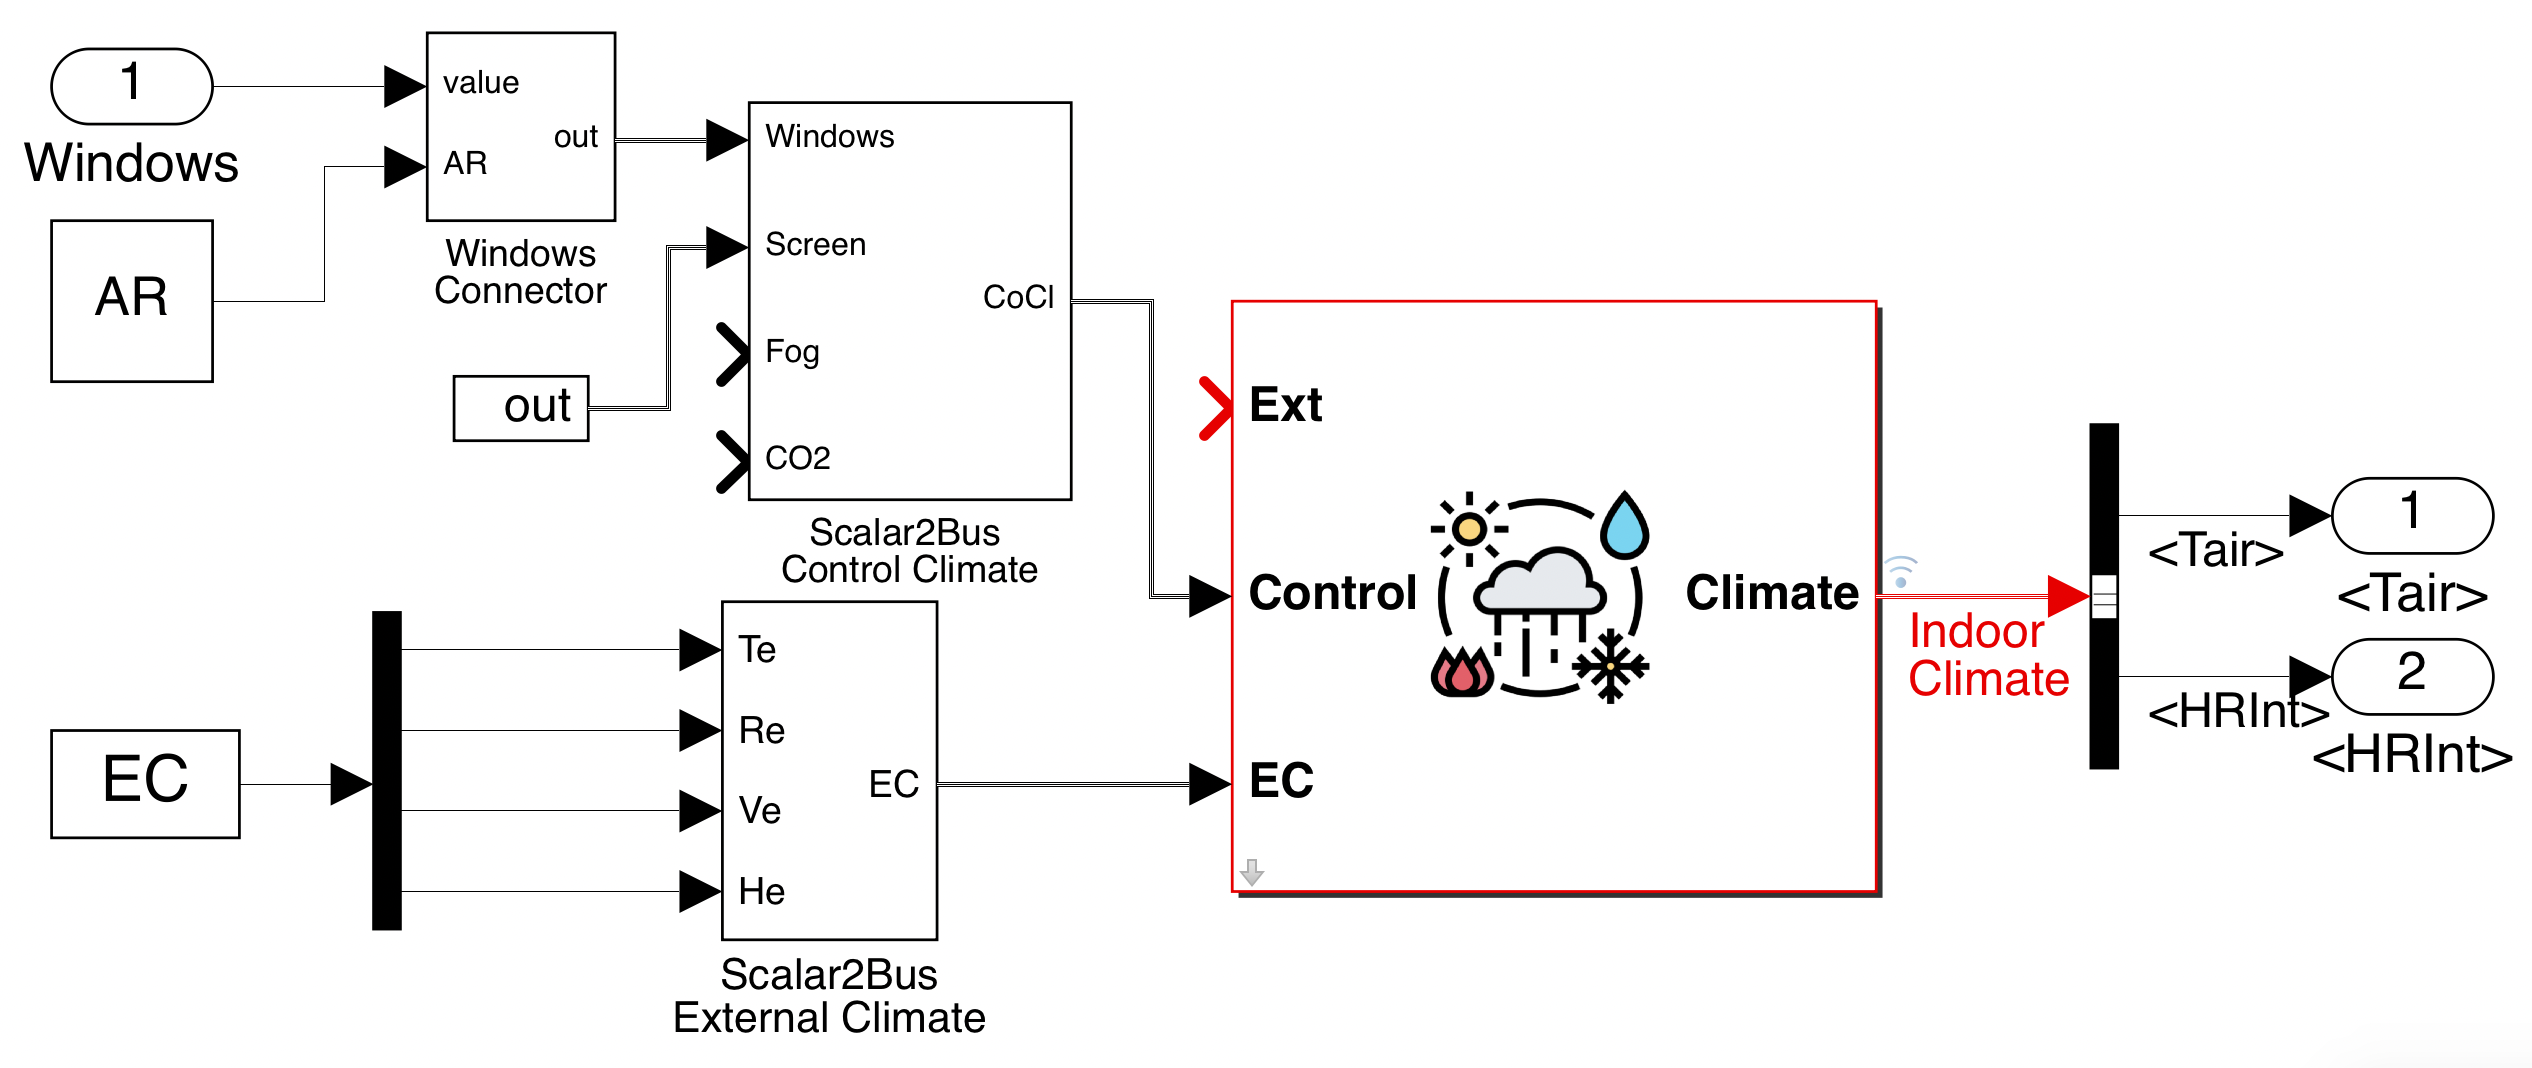 1
Windows
AR
value
AR
out
Windows
Connector
out
Windows
Screen
Fog
CO2
CoCl
Scalar2Bus
Control Climate
EC
Te
Re
Ve
He
EC
Scalar2Bus
External Climate
Ext
Control
EC
Climate
Indoor
Climate
<Tair>
<HRInt>
1
<Tair>
2
<HRInt>